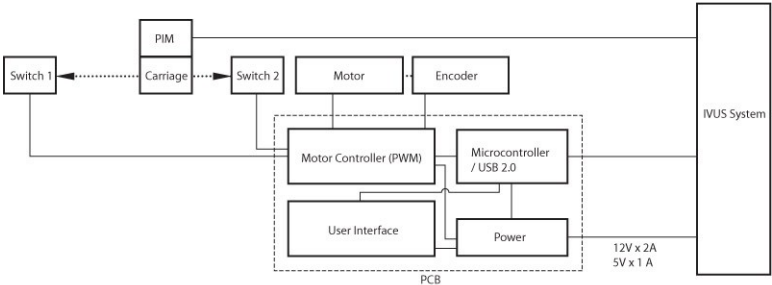 PIM
Switch 1
Carriage
Switch 2
Motor
Encoder
IVUS System
Motor Controller (PWM)
Microcontroller
/ USB 2.0
User Interface
Power
12V x 2A
5V x 1 A
PCB